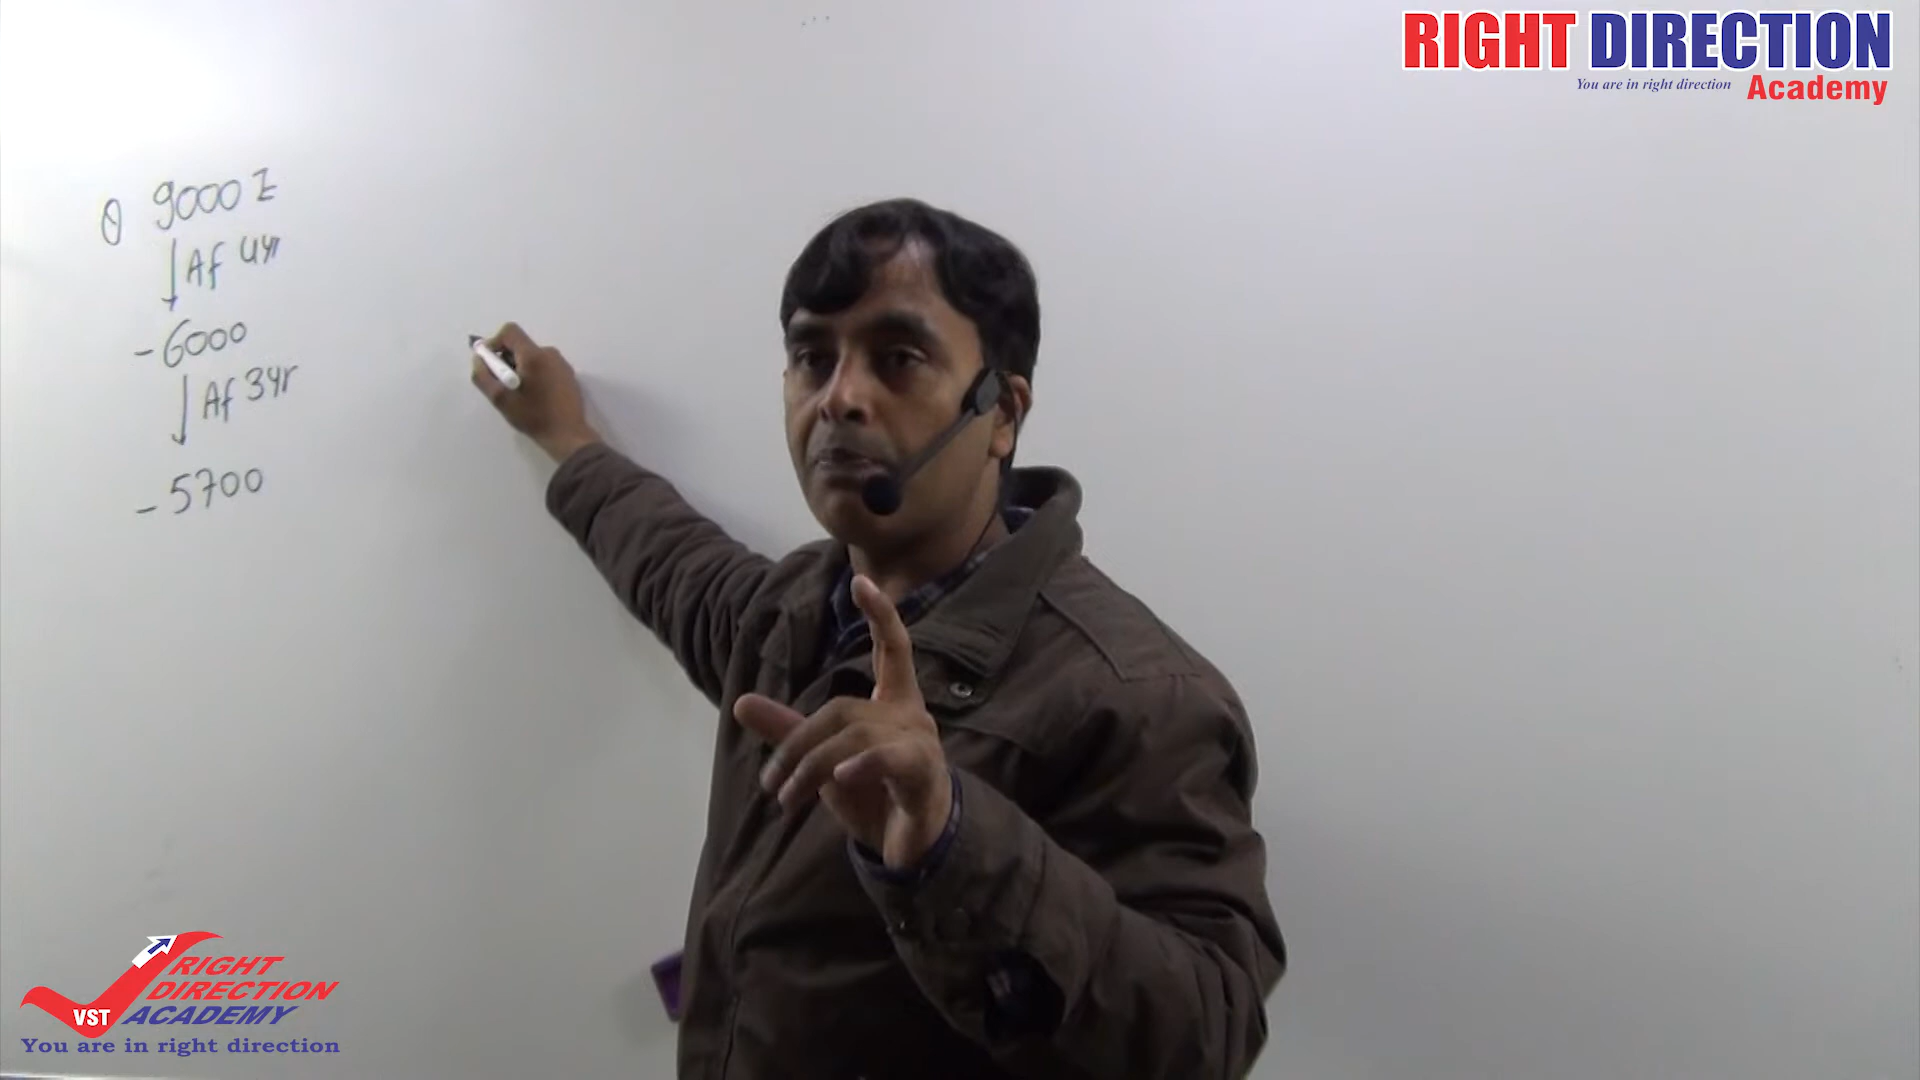 RIGHT DIRECTION
You are in right direction Academy
Q 9000 Z
Af 4yr
- 6000
Af 3yr
- 5700
RIGHT
DIRECTION
VST ACADEMY
You are in right direction